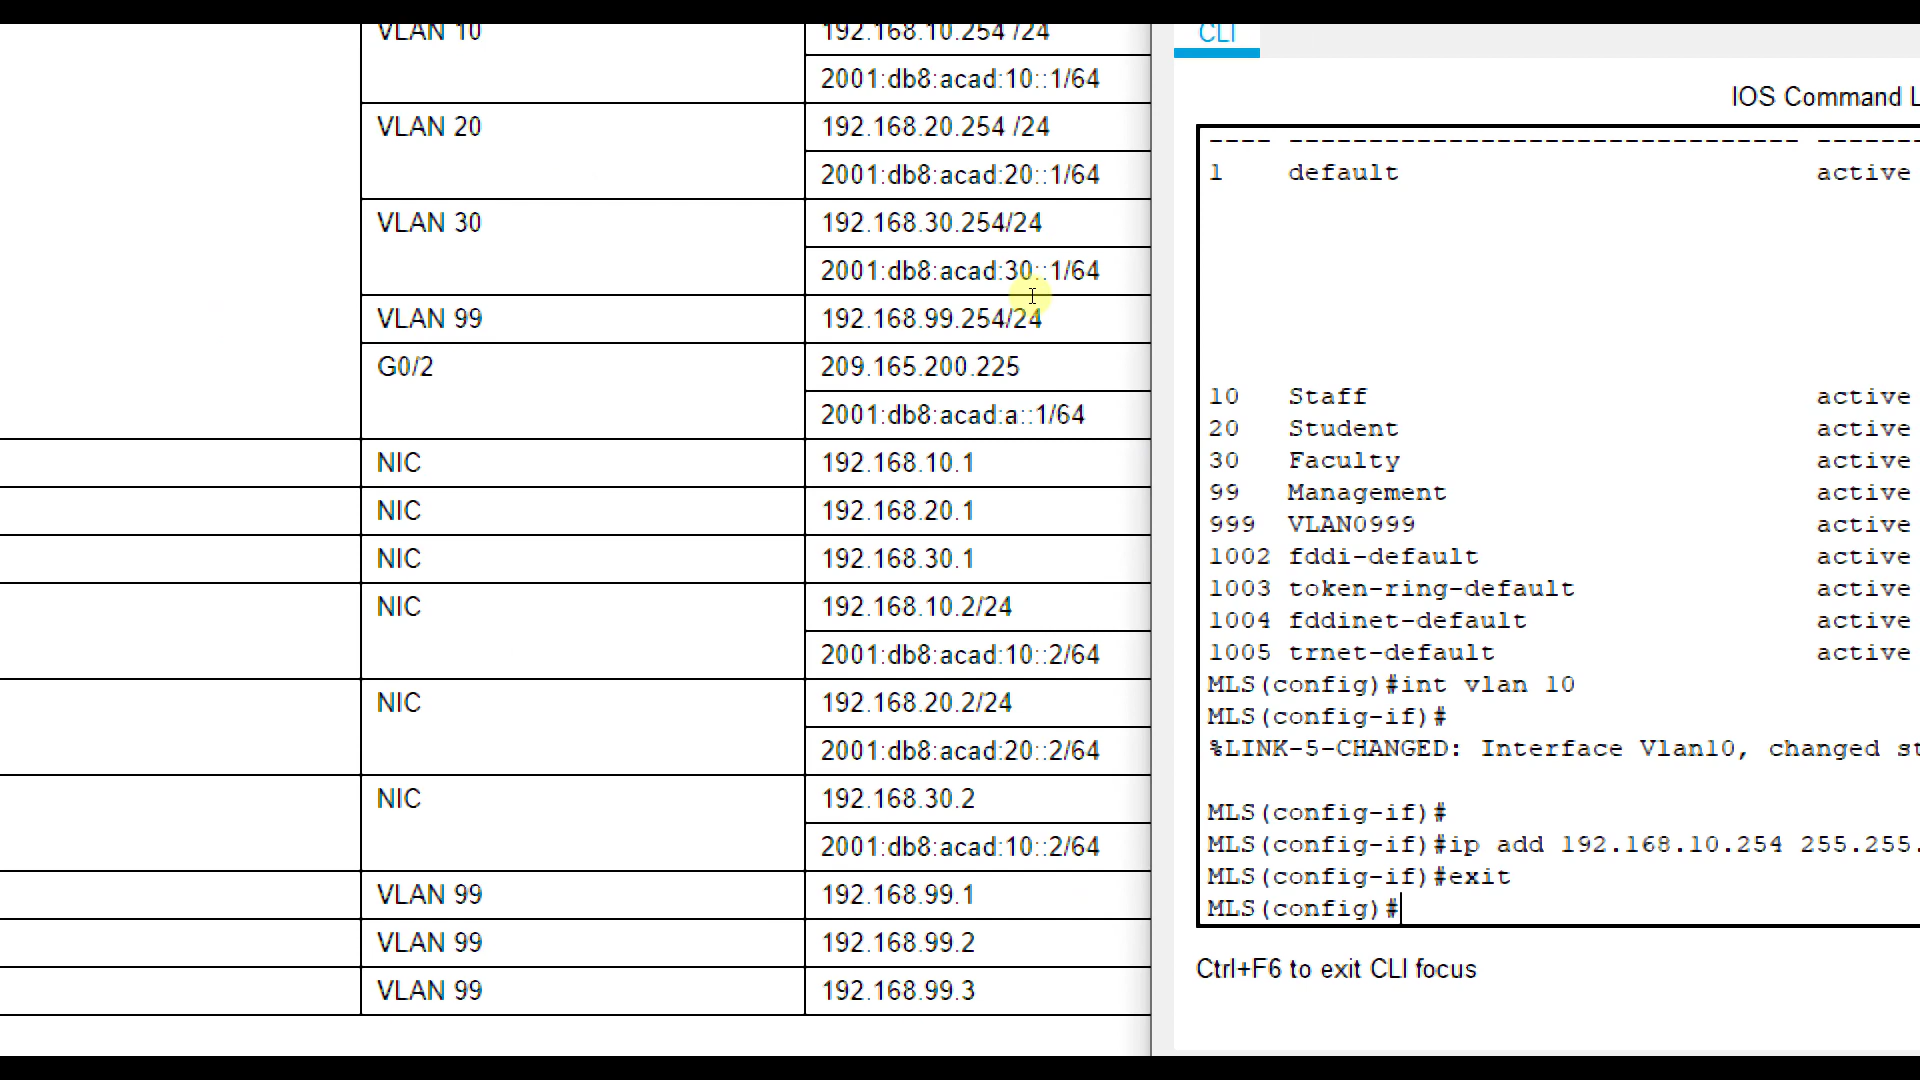 VLAN 10
192.168.10.254 /24
2001:db8:acad:10::1/64
VLAN 20
192.168.20.254 /24
2001:db8:acad:20::1/64
VLAN 30
192.168.30.254/24
2001:db8:acad:30::1/64
VLAN 99
192.168.99.254/24
G0/2
209.165.200.225
2001:db8:acad:a::1/64
NIC
192.168.10.1
NIC
192.168.20.1
NIC
192.168.30.1
NIC
192.168.10.2/24
2001:db8:acad:10::2/64
NIC
192.168.20.2/24
2001:db8:acad:20::2/64
NIC
192.168.30.2
2001:db8:acad:10::2/64
VLAN 99
192.168.99.1
VLAN 99
192.168.99.2
VLAN 99
192.168.99.3
CLI
IOS Command L
---- -------------------------------- -------
1 default active
10 Staff active
20 Student active
30 Faculty active
99 Management active
999 VLAN0999 active
1002 fddi-default active
1003 token-ring-default active
1004 fddinet-default active
1005 trnet-default active
MLS(config)#int vlan 10
MLS(config-if)#
%LINK-5-CHANGED: Interface Vlan10, changed st
MLS(config-if)#
MLS(config-if)#ip add 192.168.10.254 255.255.
MLS(config-if)#exit
MLS(config)#
Ctrl+F6 to exit CLI focus